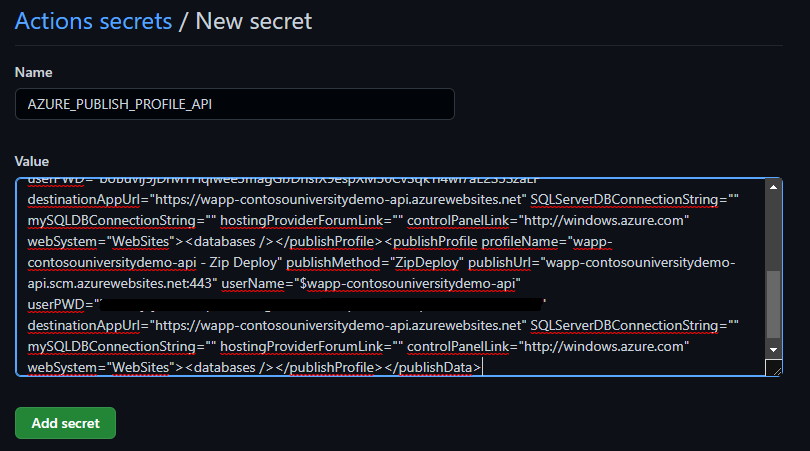 Actions secrets / New secret
Name
AZURE_PUBLISH_PROFILE_API
Value
userPWD="
destinationAppUrl="https://wapp-contosouniversitydemo-api.azurewebsites.net" SQLServerDBConnectionString=""
mySQLDBConnectionString="" hostingProviderForumLink="" controlPanelLink="http://windows.azure.com"
webSystem="WebSites"><databases /></publishProfile><publishProfile profileName="wapp-
contosouniversitydemo-api - Zip Deploy" publishMethod="ZipDeploy" publishUrl="wapp-contosouniversitydemo-
api.scm.azurewebsites.net:443" userName="$wapp-contosouniversitydemo-api"
userPWD="
destinationAppUrl="https://wapp-contosouniversitydemo-api.azurewebsites.net" SQLServerDBConnectionString=""
mySQLDBConnectionString="" hostingProviderForumLink="" controlPanelLink="http://windows.azure.com"
webSystem="WebSites"><databases /></publishProfile></publishData>
Add secret